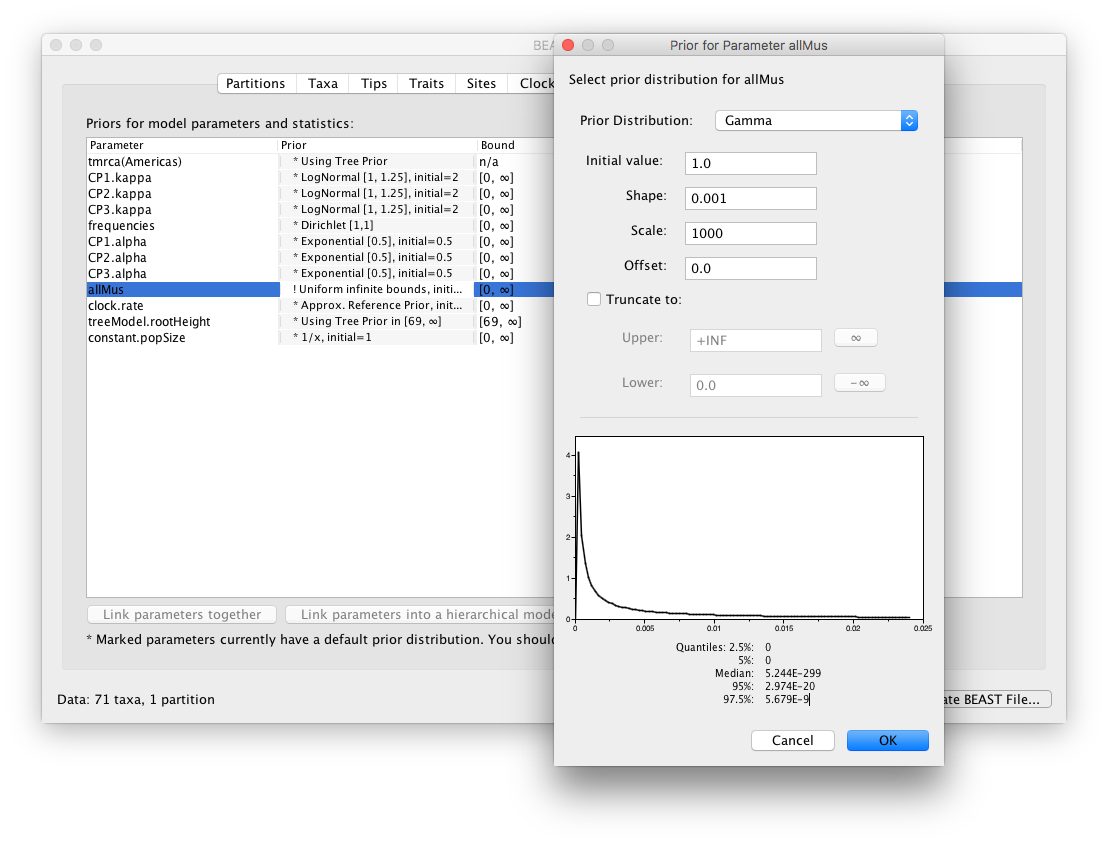 BEA
Partitions Taxa Tips Traits Sites Clock
Priors for model parameters and statistics:
Parameter Prior Bound
tmrca(Americas) * Using Tree Prior n/a
CP1.kappa * LogNormal [1, 1.25], initial=2 [0, ∞]
CP2.kappa * LogNormal [1, 1.25], initial=2 [0, ∞]
CP3.kappa * LogNormal [1, 1.25], initial=2 [0, ∞]
frequencies * Dirichlet [1,1] [0, ∞]
CP1.alpha * Exponential [0.5], initial=0.5 [0, ∞]
CP2.alpha * Exponential [0.5], initial=0.5 [0, ∞]
CP3.alpha * Exponential [0.5], initial=0.5 [0, ∞]
allMus ! Uniform infinite bounds, initi... [0, ∞]
clock.rate * Approx. Reference Prior, init... [0, ∞]
treeModel.rootHeight * Using Tree Prior in [69, ∞] [69, ∞]
constant.popSize * 1/x, initial=1 [0, ∞]
Link parameters together Link parameters into a hierarchical mode
* Marked parameters currently have a default prior distribution. You shoul
Data: 71 taxa, 1 partition
ate BEAST File...
Prior for Parameter allMus
Select prior distribution for allMus
Prior Distribution: Gamma
Initial value: 1.0
Shape: 0.001
Scale: 1000
Offset: 0.0
Truncate to:
Upper: +INF ∞
Lower: 0.0 -∞
4
3
2
1
0
0 0.005 0.01 0.015 0.02 0.025
Quantiles: 2.5%: 0
5%: 0
Median: 5.244E-299
95%: 2.974E-20
97.5%: 5.679E-9
Cancel OK